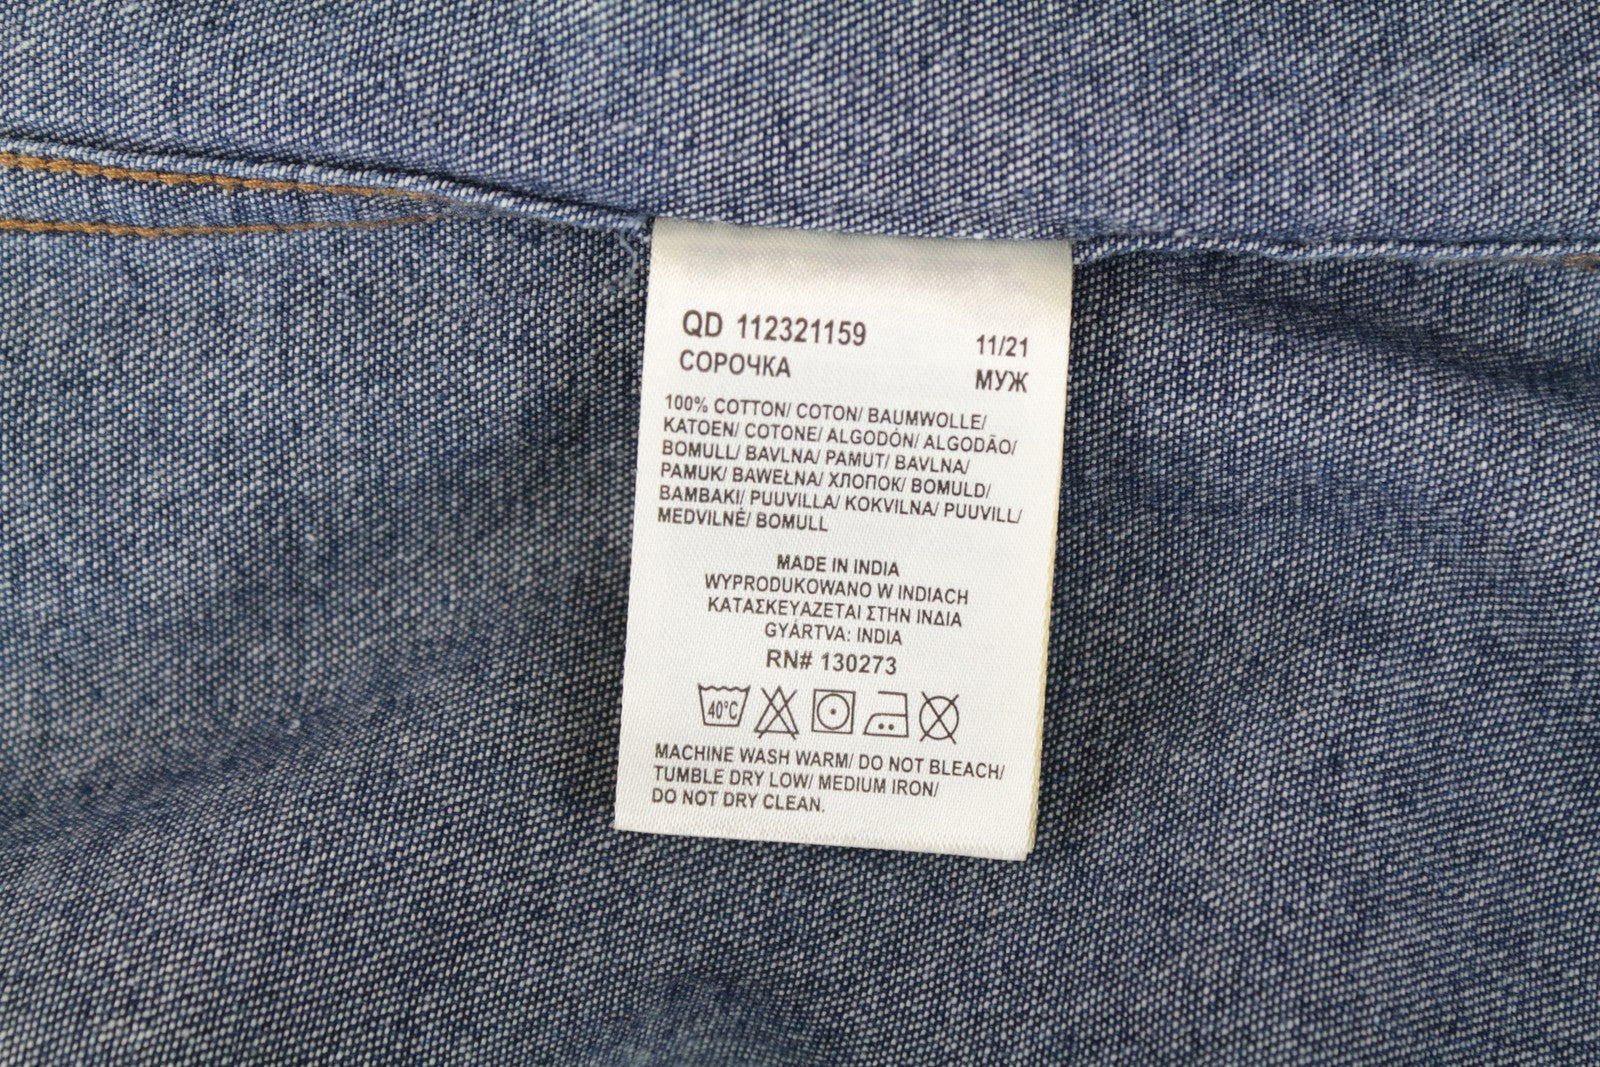 QD 112321159 11/21
СОРОЧКА МУЖ
100% COTTON/ COTON/ BAUMWOLLE/
KATOEN/ COTONE/ ALGODÓN/ ALGODÃO/
BOMULL/ BAVLNA/ PAMUT/ BAVLNA/
PAMUK/ BAWEŁNA/ ХЛОПОК/ BOMULD/
BAMBAKI/ PUUVILLA/ KOKVILNA/ PUUVILL/
MEDVILNÉ/ BOMULL
MADE IN INDIA
WYPRODUKOWANO W INDIACH
ΚΑΤΑΣΚΕΥΑΖΕΤΑΙ ΣΤΗΝ ΙΝΔΙΑ
GYÁRTVA: INDIA
RN# 130273
40°C
MACHINE WASH WARM/ DO NOT BLEACH/
TUMBLE DRY LOW/ MEDIUM IRON/
DO NOT DRY CLEAN.